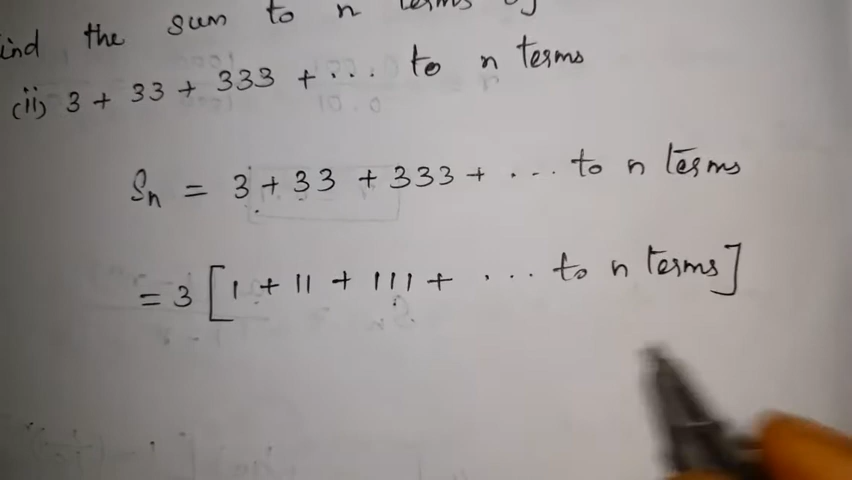 the sum to n terms
(ii) 3 + 33 + 333 + ... to n terms
Sn = 3 + 33 + 333 + ... to n terms
= 3 [ 1 + 11 + 111 + ... to n terms ]